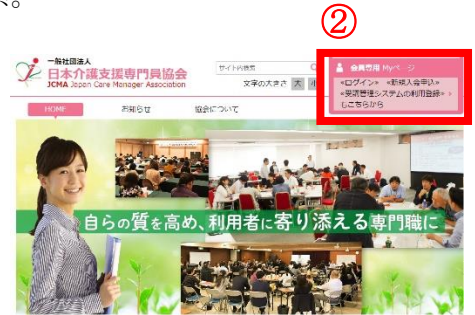 い。
②
一般社団法人
日本介護支援専門員協会
JCMA Japan Care Manager Association
サイト内検索
文字の大きさ 大 小
会員専用 Myページ
«ログイン» «新規入会申込»
«受講管理システムの利用登録»
もこちらから
HOME
お知らせ
協会について
自らの質を高め、利用者に寄り添える専門職に